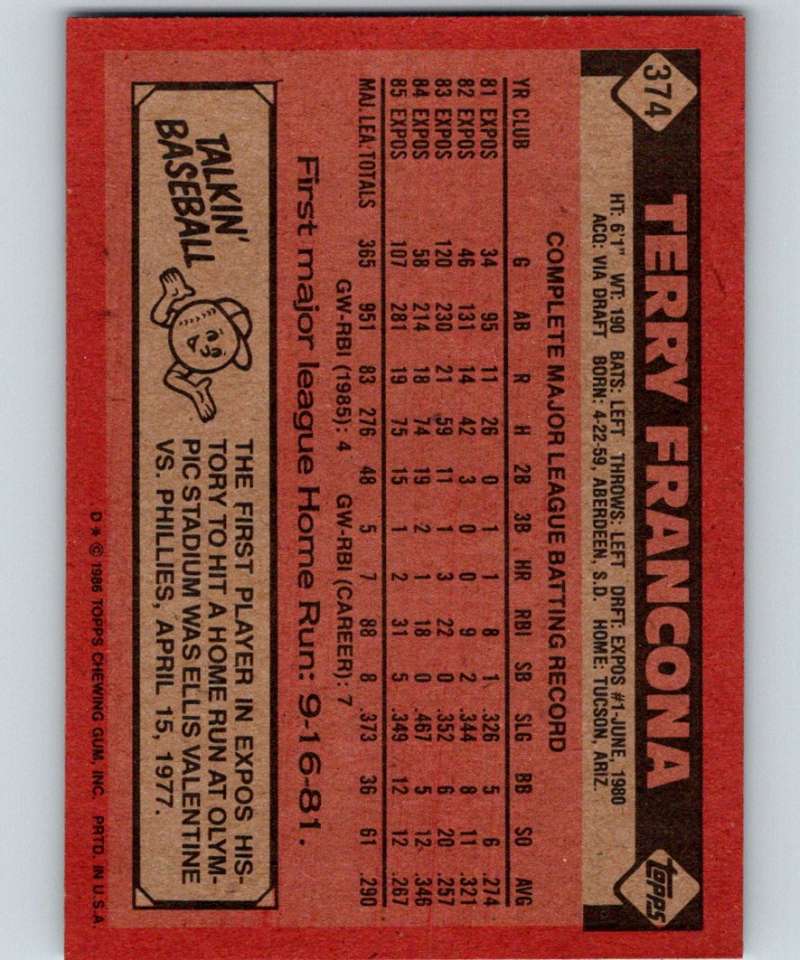 374
TERRY FRANCONA
topps
HT: 6'1" WT: 190 BATS: LEFT THROWS: LEFT DRFT: EXPOS #1-JUNE, 1980
ACQ: VIA DRAFT BORN: 4-22-59, ABERDEEN, S.D. HOME: TUCSON, ARIZ.
COMPLETE MAJOR LEAGUE BATTING RECORD
YR CLUB G AB R H 2B 3B HR RBI SB SLG BB SO AVG
81 EXPOS 34 95 11 26 0 1 1 8 1 .326 5 6 .274
82 EXPOS 46 131 14 42 3 0 0 9 2 .344 8 11 .321
83 EXPOS 120 230 21 59 11 1 3 22 0 .352 6 20 .257
84 EXPOS 58 214 18 74 19 2 1 18 0 .467 5 12 .346
85 EXPOS 107 281 19 75 15 1 2 31 5 .349 12 12 .267
MAJ. LEA. TOTALS 365 951 83 276 48 5 7 88 8 .373 36 61 .290
GW-RBI (1985): 4 GW-RBI (CAREER): 7
First major league Home Run: 9-16-81.
TALKIN'
BASEBALL
THE FIRST PLAYER IN EXPOS HIS-
TORY TO HIT A HOME RUN AT OLYM-
PIC STADIUM WAS ELLIS VALENTINE
VS. PHILLIES, APRIL 15, 1977.
D * © 1986 TOPPS CHEWING GUM, INC. PRTD. IN U.S.A.